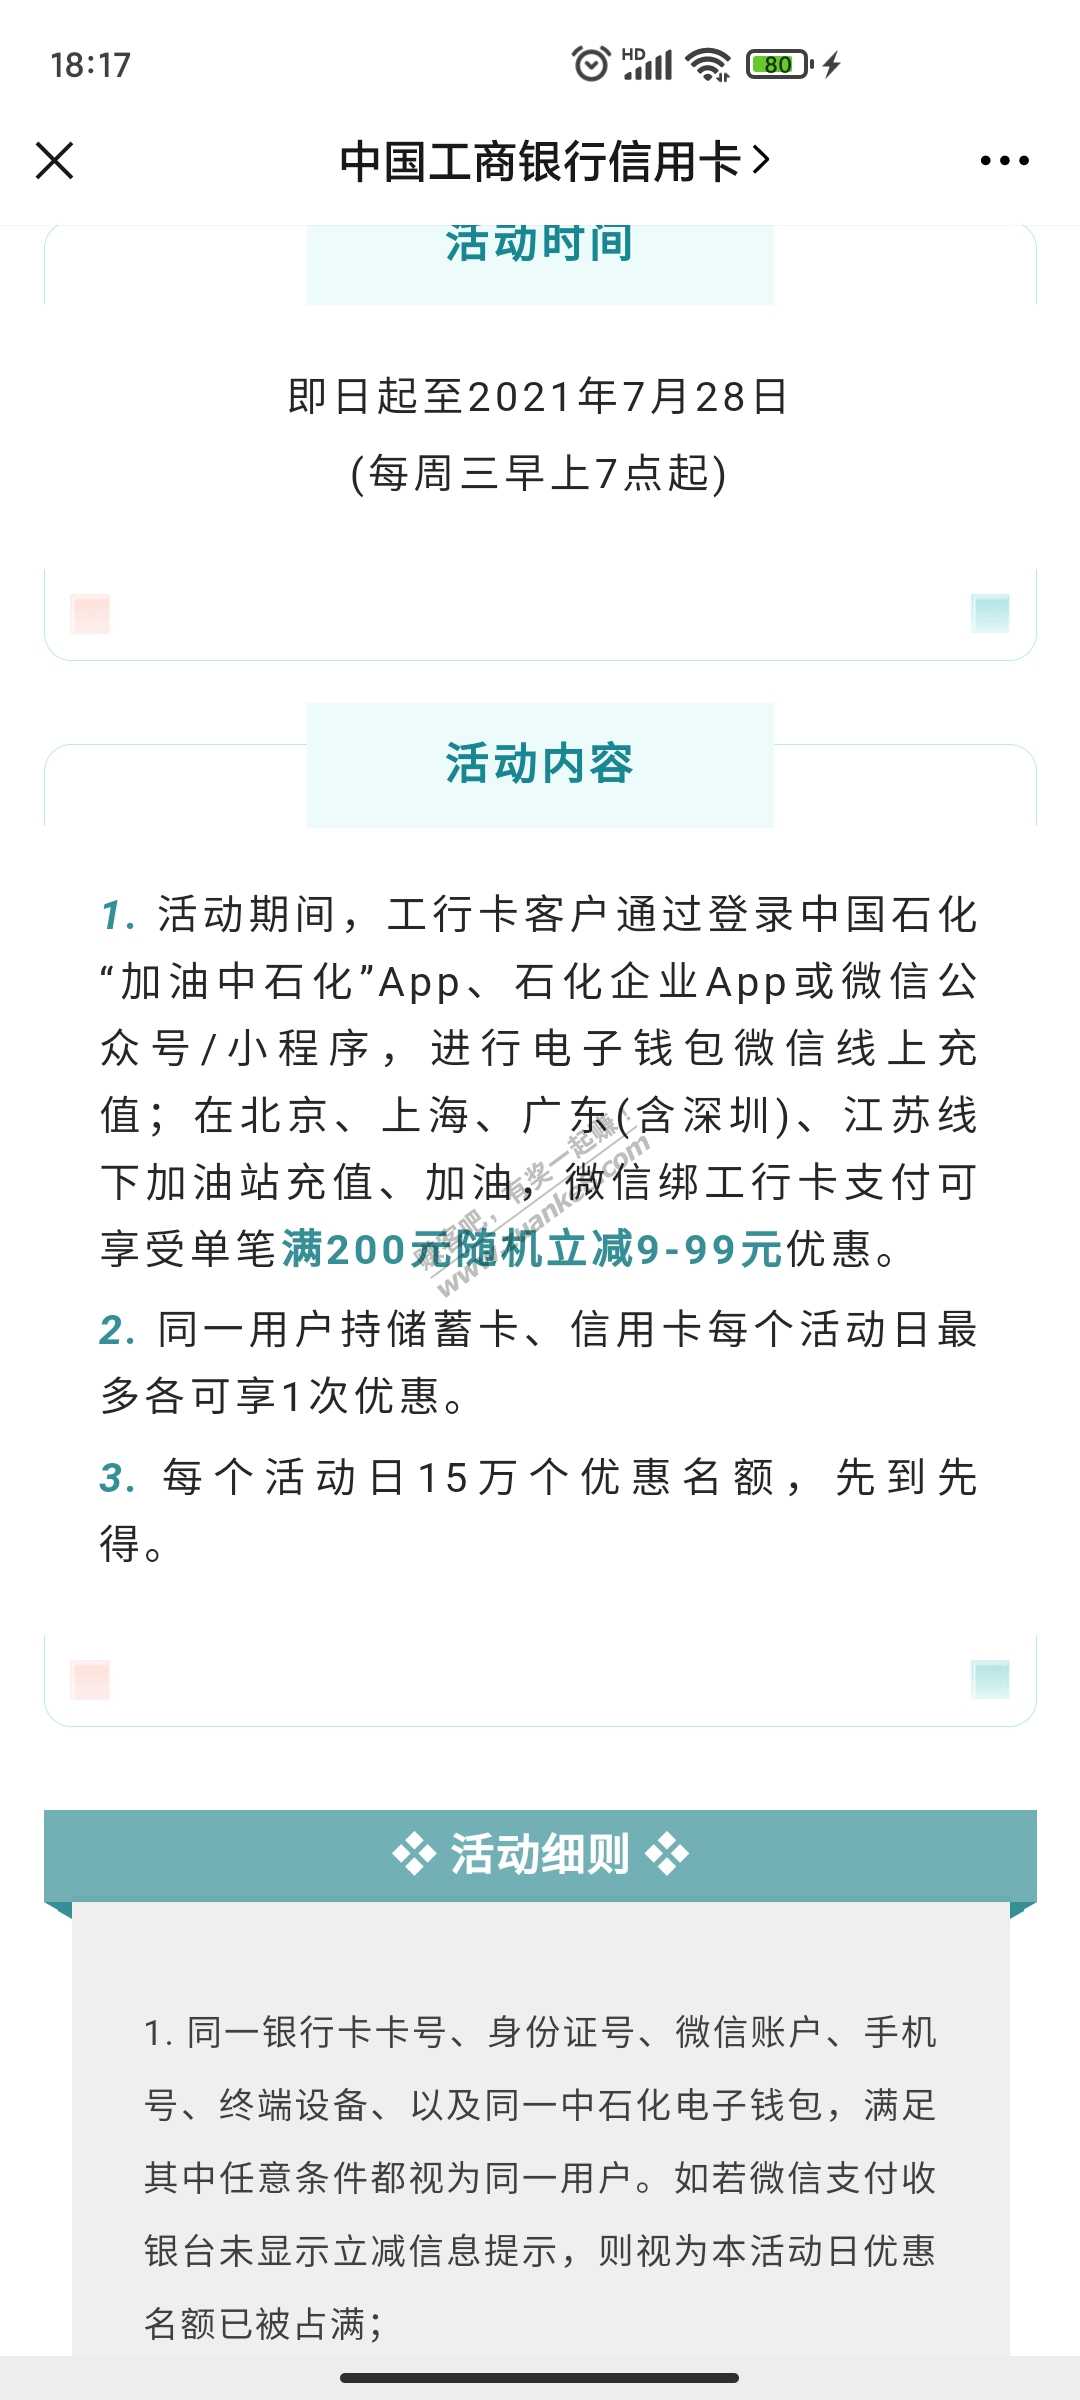 18:17
HD
80
中国工商银行信用卡
活动时间
即日起至2021年7月28日
(每周三早上7点起)
活动内容
1. 活动期间，工行卡客户通过登录中国石化
“加油中石化”App、石化企业App或微信公
众号/小程序，进行电子钱包微信线上充
值；在北京、上海、广东(含深圳)、江苏线
下加油站充值、加油，微信绑工行卡支付可
享受单笔满200元随机立减9-99元优惠。
赚客吧，有奖一起赚！
www.zuanke8.com
2. 同一用户持储蓄卡、信用卡每个活动日最
多各可享1次优惠。
3. 每个活动日15万个优惠名额，先到先
得。
活动细则
1. 同一银行卡卡号、身份证号、微信账户、手机
号、终端设备、以及同一中石化电子钱包，满足
其中任意条件都视为同一用户。如若微信支付收
银台未显示立减信息提示，则视为本活动日优惠
名额已被占满；